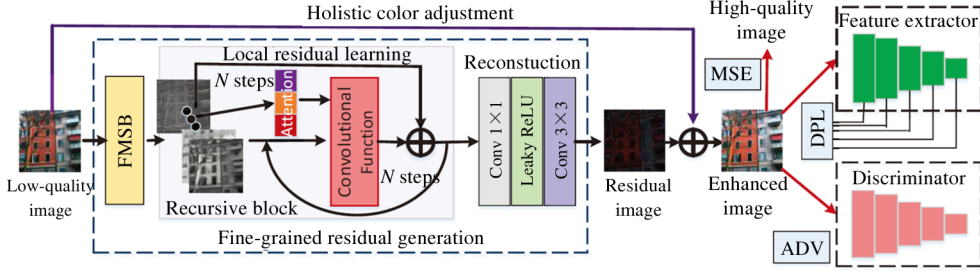 Holistic color adjustment
High-quality
image
Feature extractor
Local residual learning
N steps
Attention
Reconstuction
MSE
FMSB
Convolutional
Function
Conv 1×1
Leaky ReLU
Conv 3×3
DPL
Low-quality
image
N steps
Residual
image
Enhanced
image
Discriminator
Recursive block
Fine-grained residual generation
ADV